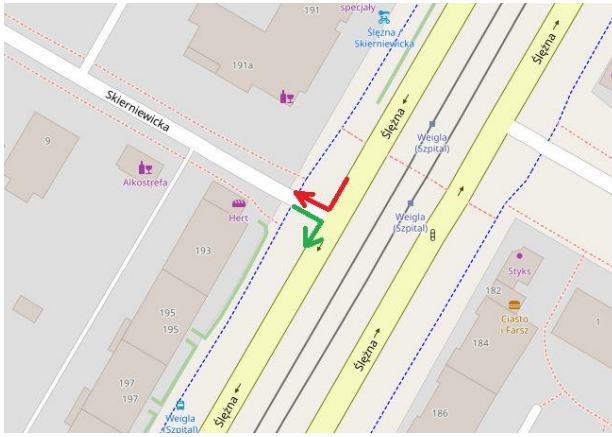 191
specjały
Ślężna /
Skierniewicka
Ślężna
191a
Ślężna
Skierniewicka
Weigla
(Szpital)
9
Alkostrefa
Hert
Weigla
(Szpital)
193
Styks
182
195
195
Ciasto
i Farsz
1
184
Ślężna
197
197
Ślężna
Weigla
(Szpital)
186